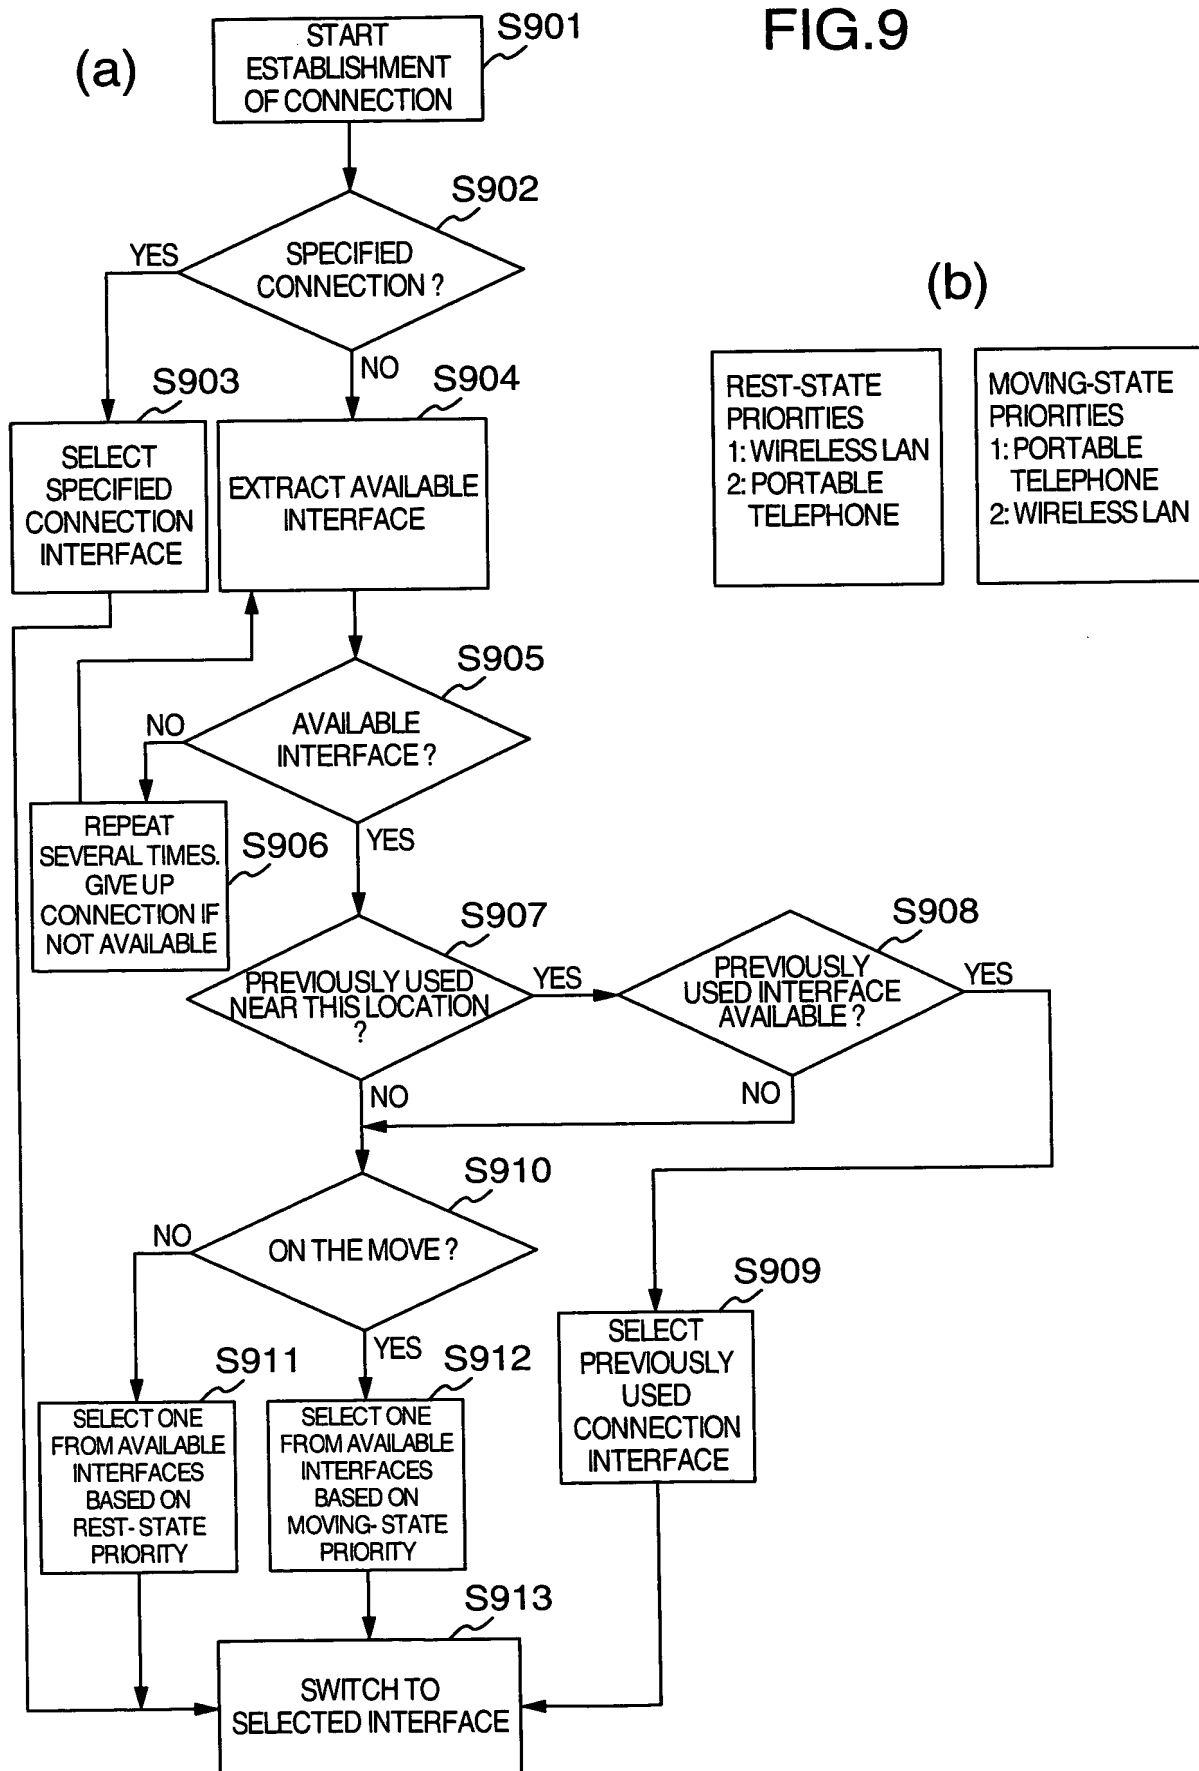 FIG.9
(a)
S901
START
ESTABLISHMENT
OF CONNECTION
S902
SPECIFIED
CONNECTION ?
YES
NO
S903
SELECT
SPECIFIED
CONNECTION
INTERFACE
S904
EXTRACT AVAILABLE
INTERFACE
(b)
REST-STATE
PRIORITIES
1: WIRELESS LAN
2: PORTABLE
TELEPHONE
MOVING-STATE
PRIORITIES
1: PORTABLE
TELEPHONE
2: WIRELESS LAN
S905
AVAILABLE
INTERFACE ?
NO
YES
REPEAT
SEVERAL TIMES.
GIVE UP
CONNECTION IF
NOT AVAILABLE
S906
S907
PREVIOUSLY USED
NEAR THIS LOCATION
?
YES
NO
S908
PREVIOUSLY
USED INTERFACE
AVAILABLE ?
YES
NO
S910
ON THE MOVE ?
NO
YES
S909
SELECT
PREVIOUSLY
USED
CONNECTION
INTERFACE
S911
SELECT ONE
FROM AVAILABLE
INTERFACES
BASED ON
REST- STATE
PRIORITY
S912
SELECT ONE
FROM AVAILABLE
INTERFACES
BASED ON
MOVING- STATE
PRIORITY
S913
SWITCH TO
SELECTED INTERFACE